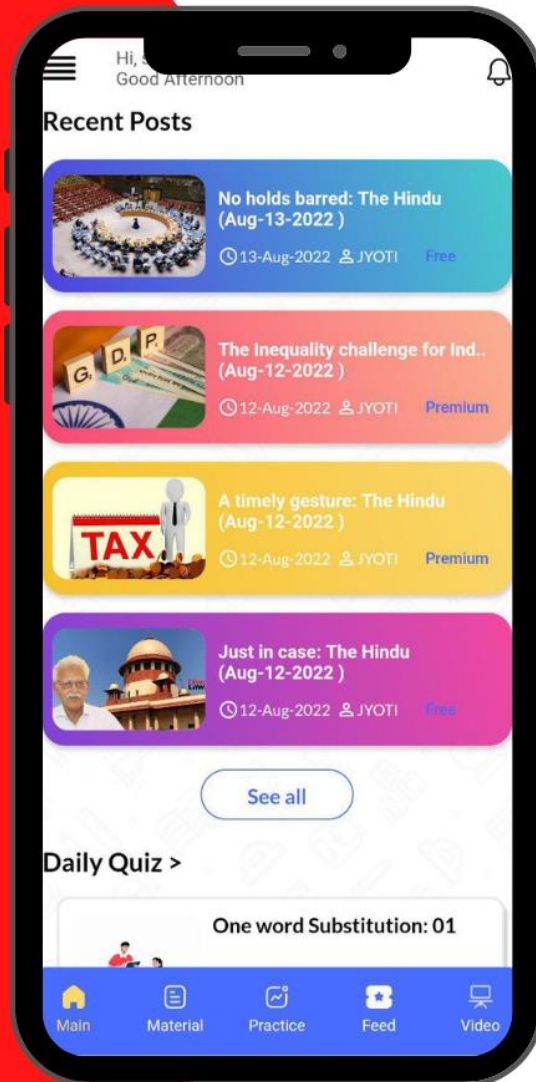 Hi,
Good Afternoon
Recent Posts
No holds barred: The Hindu
(Aug-13-2022 )
13-Aug-2022 JYOTI Free
G D P
The Inequality challenge for Ind..
(Aug-12-2022 )
12-Aug-2022 JYOTI Premium
TAX
A timely gesture: The Hindu
(Aug-12-2022 )
12-Aug-2022 JYOTI Premium
Just in case: The Hindu
(Aug-12-2022 )
12-Aug-2022 JYOTI Free
See all
Daily Quiz >
One word Substitution: 01
Main Material Practice Feed Video